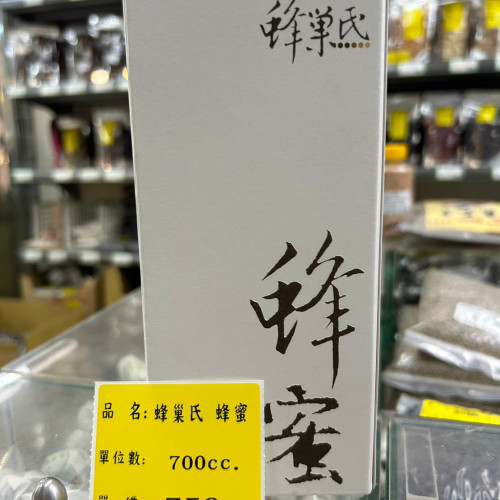 蜂巢氏
蜂蜜
品 名: 蜂巢氏 蜂蜜
單位數: 700cc.